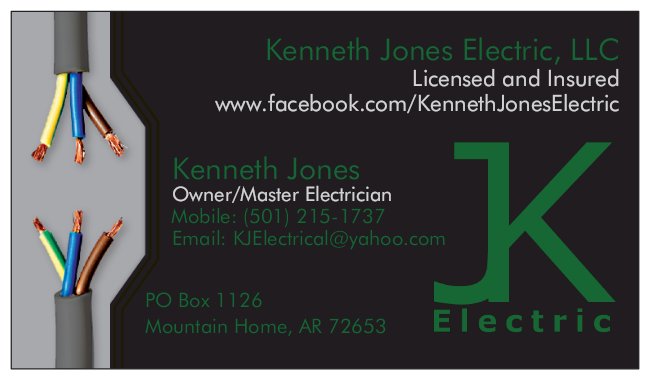 Kenneth Jones Electric, LLC
Licensed and Insured
www.facebook.com/KennethJonesElectric
Kenneth Jones
Owner/Master Electrician
Mobile: (501) 215-1737
Email: KJElectrical@yahoo.com
JK
Electric
PO Box 1126
Mountain Home, AR 72653